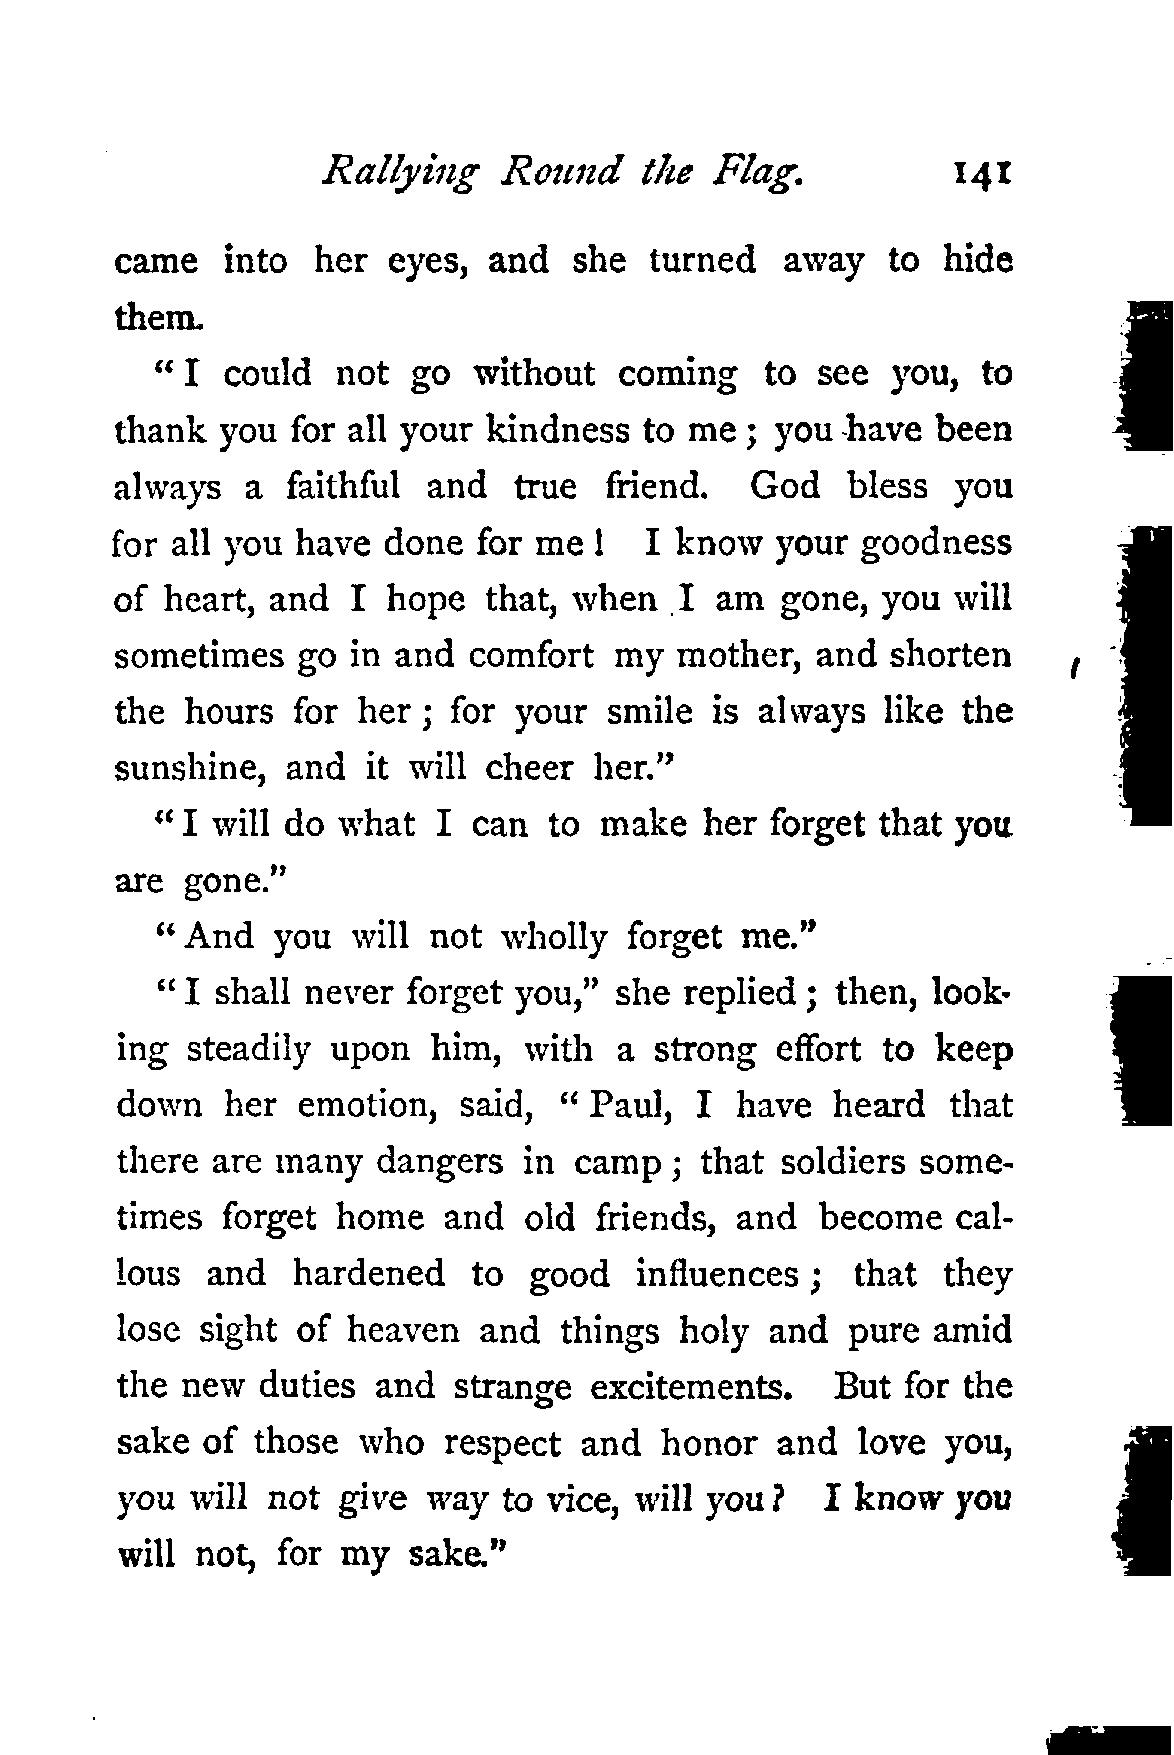 Rallying Round the Flag. 141
came into her eyes, and she turned away to hide
them.
“ I could not go without coming to see you, to
thank you for all your kindness to me ; you have been
always a faithful and true friend. God bless you
for all you have done for me ! I know your goodness
of heart, and I hope that, when I am gone, you will
sometimes go in and comfort my mother, and shorten
the hours for her ; for your smile is always like the
sunshine, and it will cheer her.”
“ I will do what I can to make her forget that you
are gone.”
“ And you will not wholly forget me.”
“ I shall never forget you,” she replied ; then, look-
ing steadily upon him, with a strong effort to keep
down her emotion, said, “ Paul, I have heard that
there are many dangers in camp ; that soldiers some-
times forget home and old friends, and become cal-
lous and hardened to good influences ; that they
lose sight of heaven and things holy and pure amid
the new duties and strange excitements. But for the
sake of those who respect and honor and love you,
you will not give way to vice, will you ? I know you
will not, for my sake.”